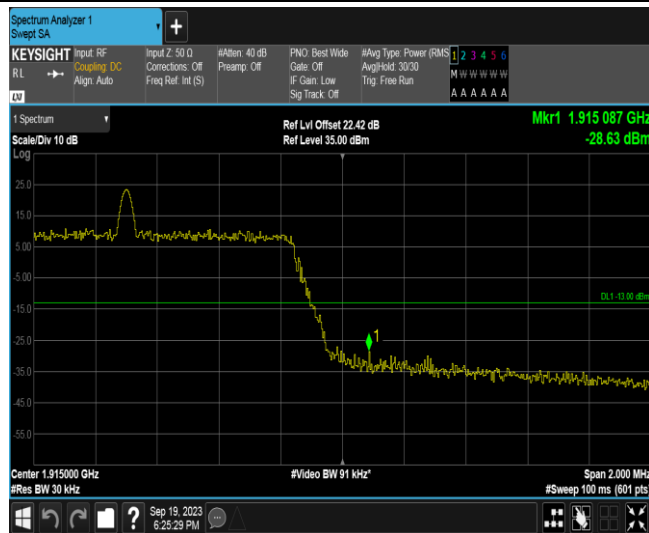 Spectrum Analyzer 1
Swept SA
KEYSIGHT
RL
LXI
Input: RF
Coupling: DC
Align: Auto
Input Z: 50 Ω
Corrections: Off
Freq Ref: Int (S)
#Atten: 40 dB
Preamp: Off
PNO: Best Wide
Gate: Off
IF Gain: Low
Sig Track: Off
#Avg Type: Power (RMS
Avg|Hold: 30/30
Trig: Free Run
1 2 3 4 5 6
M W W W W W
A A A A A A
1 Spectrum
Scale/Div 10 dB
Log
Ref Lvl Offset 22.42 dB
Ref Level 35.00 dBm
Mkr1 1.915 087 GHz
-28.63 dBm
25.0
15.0
5.00
-5.00
DL1 -13.00 dBm
-15.0
1
-25.0
-35.0
-45.0
-55.0
Center 1.915000 GHz
#Video BW 91 kHz*
Span 2.000 MHz
#Res BW 30 kHz
#Sweep 100 ms (601 pts)
?
Sep 19, 2023
6:25:29 PM